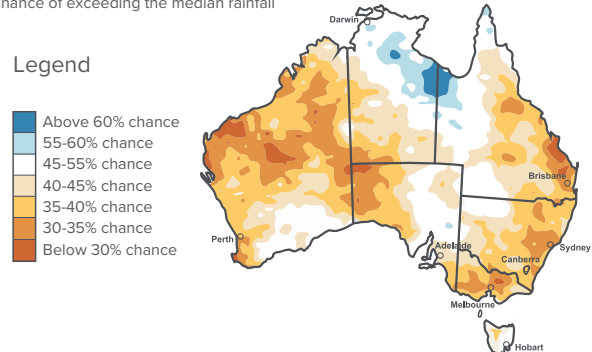 chance of exceeding the median rainfall
Legend
Above 60% chance
55-60% chance
45-55% chance
40-45% chance
35-40% chance
30-35% chance
Below 30% chance
Darwin
Brisbane
Perth
Adelaide
Sydney
Canberra
Melbourne
Hobart